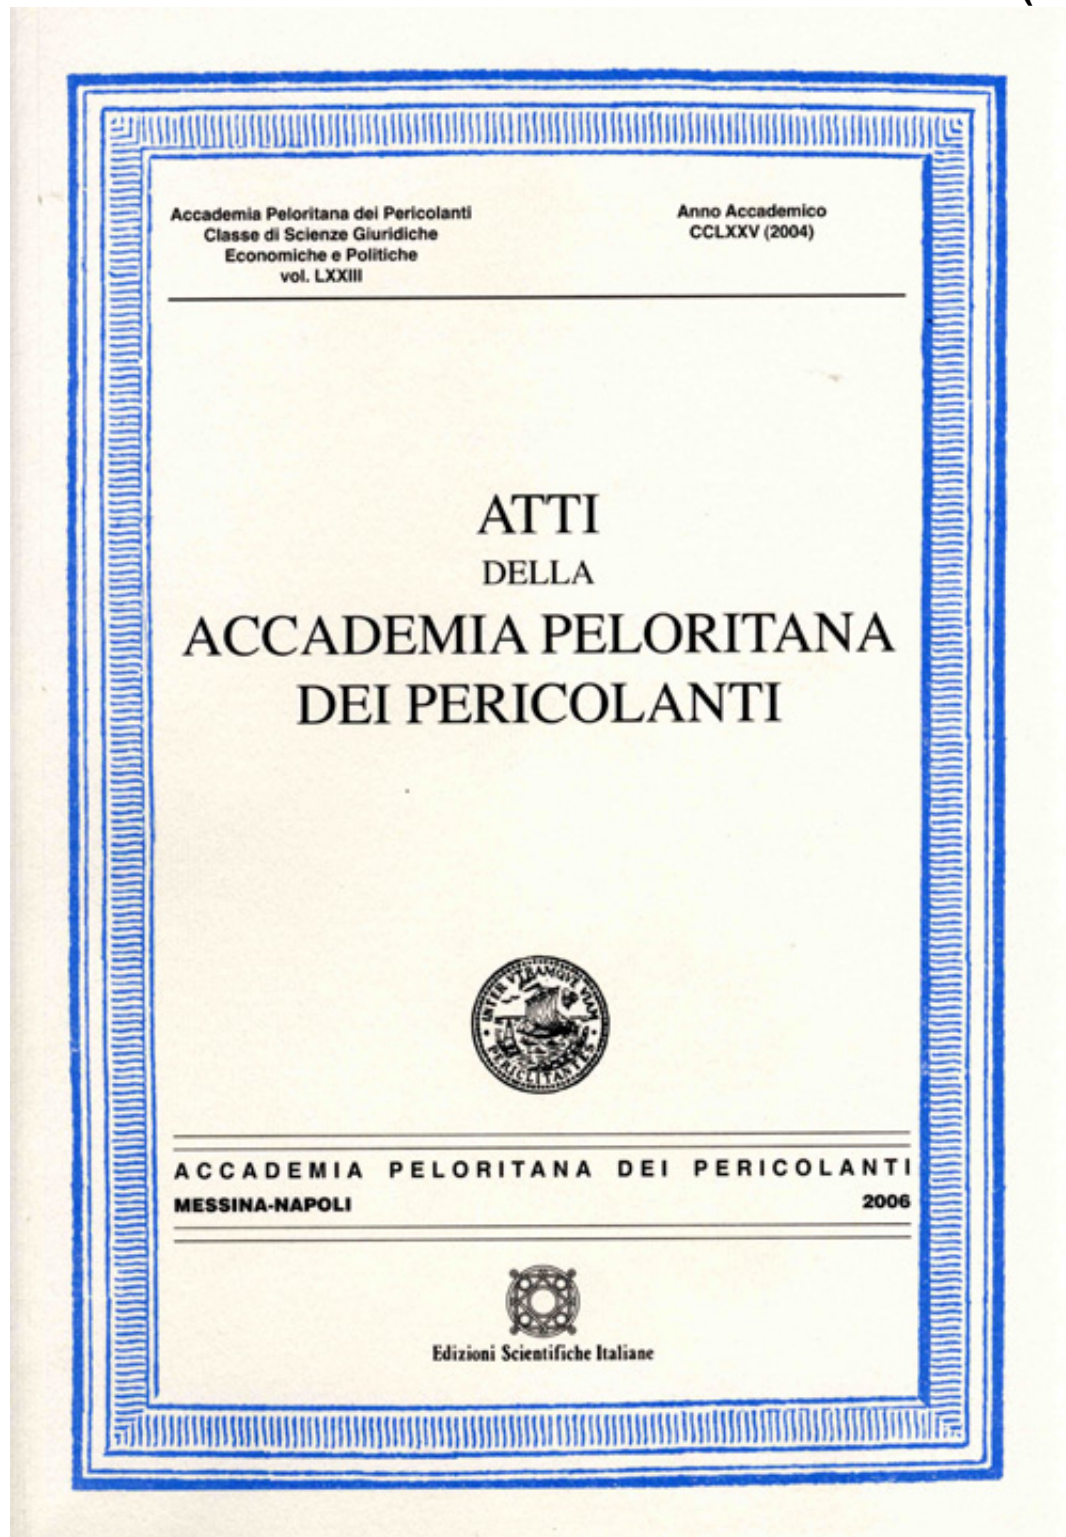 Accademia Peloritana dei Pericolanti
Classe di Scienze Giuridiche
Economiche e Politiche
vol. LXXIII
Anno Accademico
CCLXXV (2004)
ATTI
DELLA
ACCADEMIA PELORITANA
DEI PERICOLANTI
INTER VTRAMQVE VIAM
PERICLITANTES
ACCADEMIA PELORITANA DEI PERICOLANTI
MESSINA-NAPOLI 2006
Edizioni Scientifiche Italiane